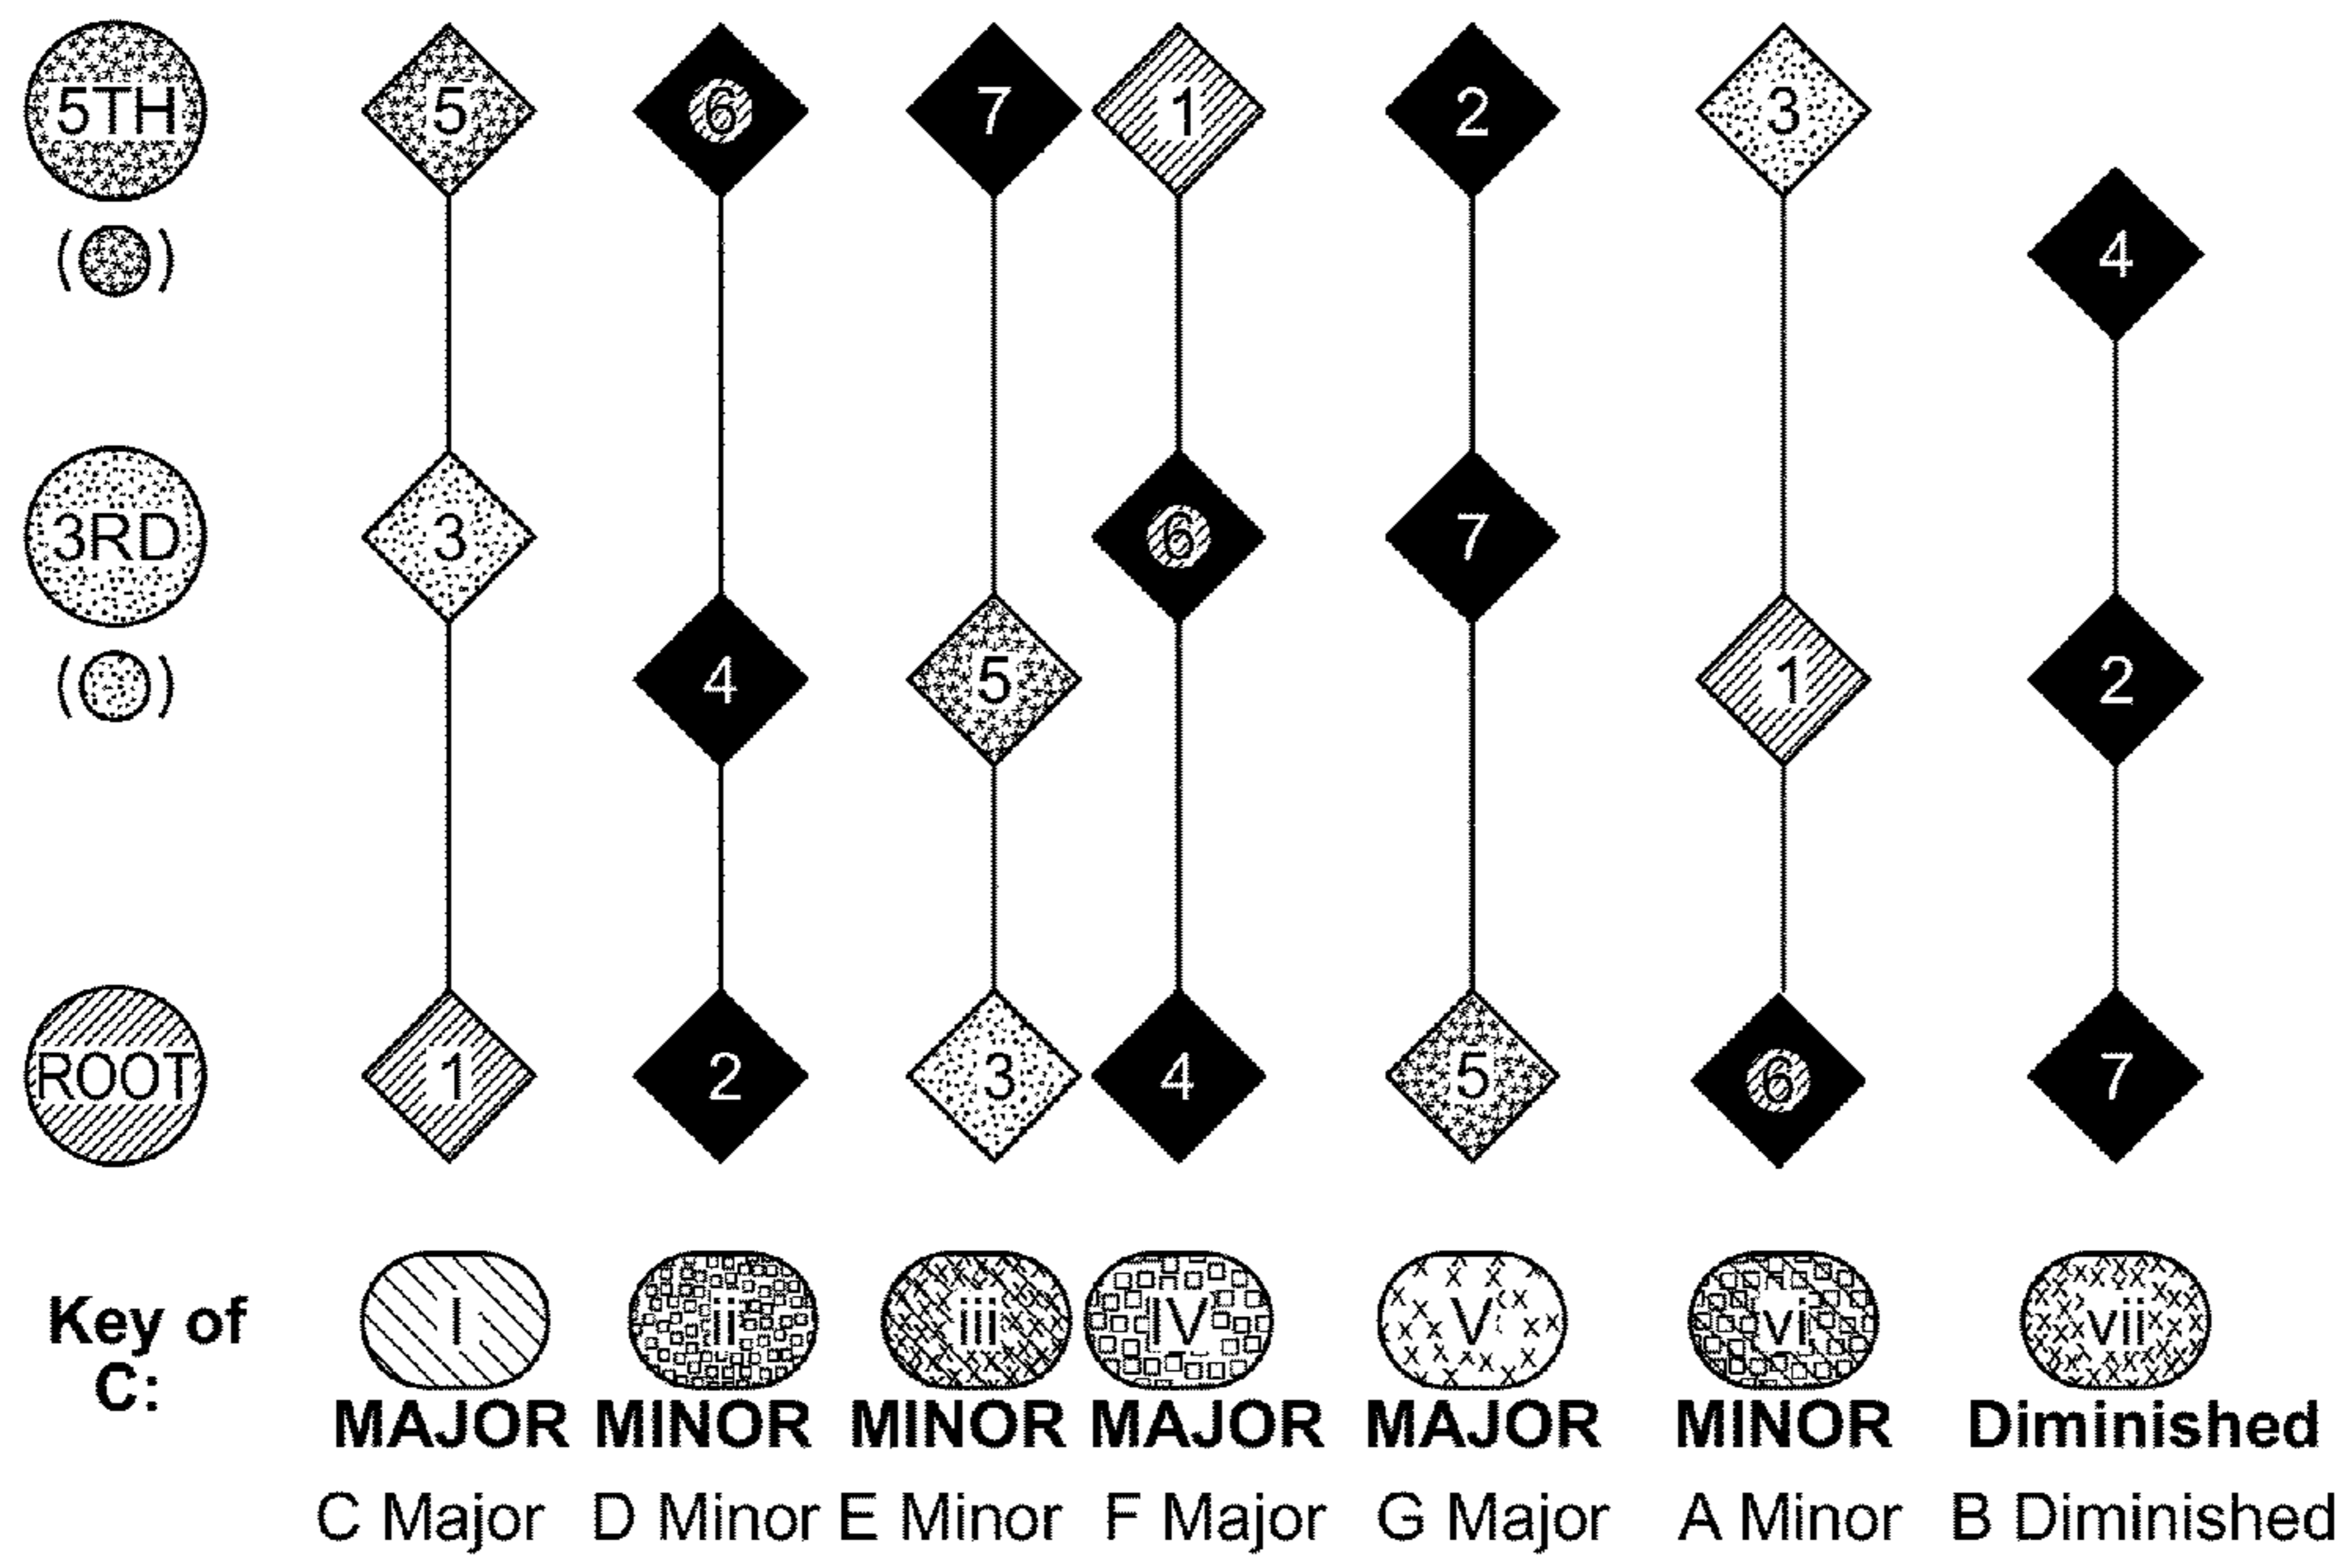 5TH 5 6 7 1 2 3
( ) 4
3RD 3 6 7
( ) 4 5 1 2
ROOT 1 2 3 4 5 6 7
Key of C: I ii iii IV V vi vii
MAJOR MINOR MINOR MAJOR MAJOR MINOR Diminished
C Major D Minor E Minor F Major G Major A Minor B Diminished